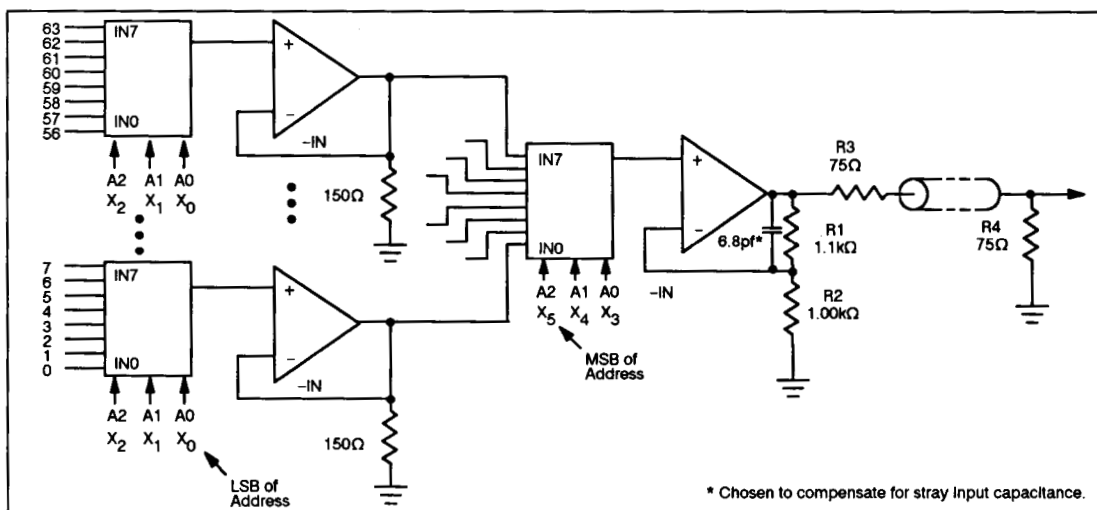 63
62
61
60
59
58
57
56
IN7
IN0
+
−
–IN
150Ω
A2 A1 A0
X2 X1 X0
7
6
5
4
3
2
1
0
IN7
IN0
+
−
–IN
150Ω
A2 A1 A0
X2 X1 X0
LSB of
Address
IN7
IN0
A2 A1 A0
X5 X4 X3
MSB of
Address
+
−
–IN
6.8pf*
R1
1.1kΩ
R2
1.00kΩ
R3
75Ω
R4
75Ω
* Chosen to compensate for stray input capacitance.